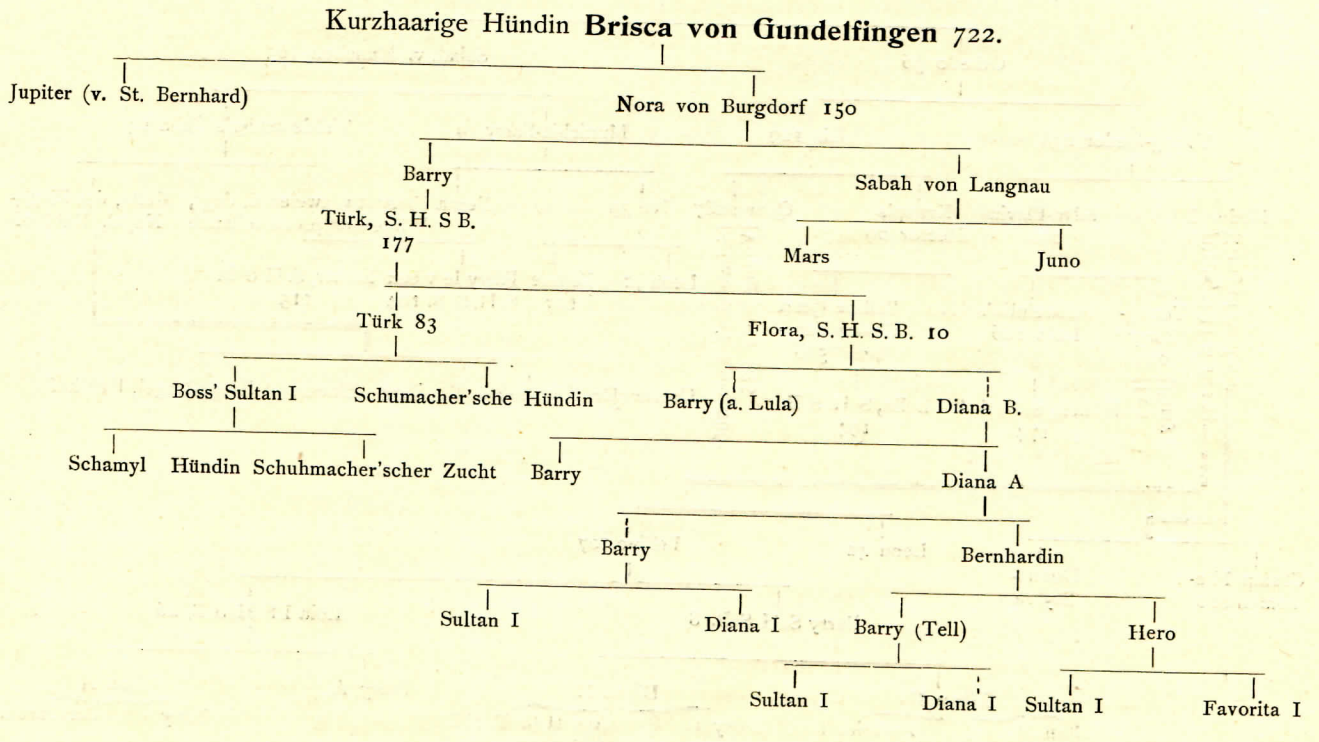 Kurzhaarige Hündin Brisca von Gundelfingen 722.
Jupiter (v. St. Bernhard)
Nora von Burgdorf 150
Barry
Sabah von Langnau
Türk, S. H. S B.
177
Mars
Juno
Türk 83
Flora, S. H. S. B. 10
Boss' Sultan I
Schumacher'sche Hündin
Barry (a. Lula)
Diana B.
Schamyl
Hündin Schuhmacher'scher Zucht
Barry
Diana A
Barry
Bernhardin
Sultan I
Diana I
Barry (Tell)
Hero
Sultan I
Diana I
Sultan I
Favorita I